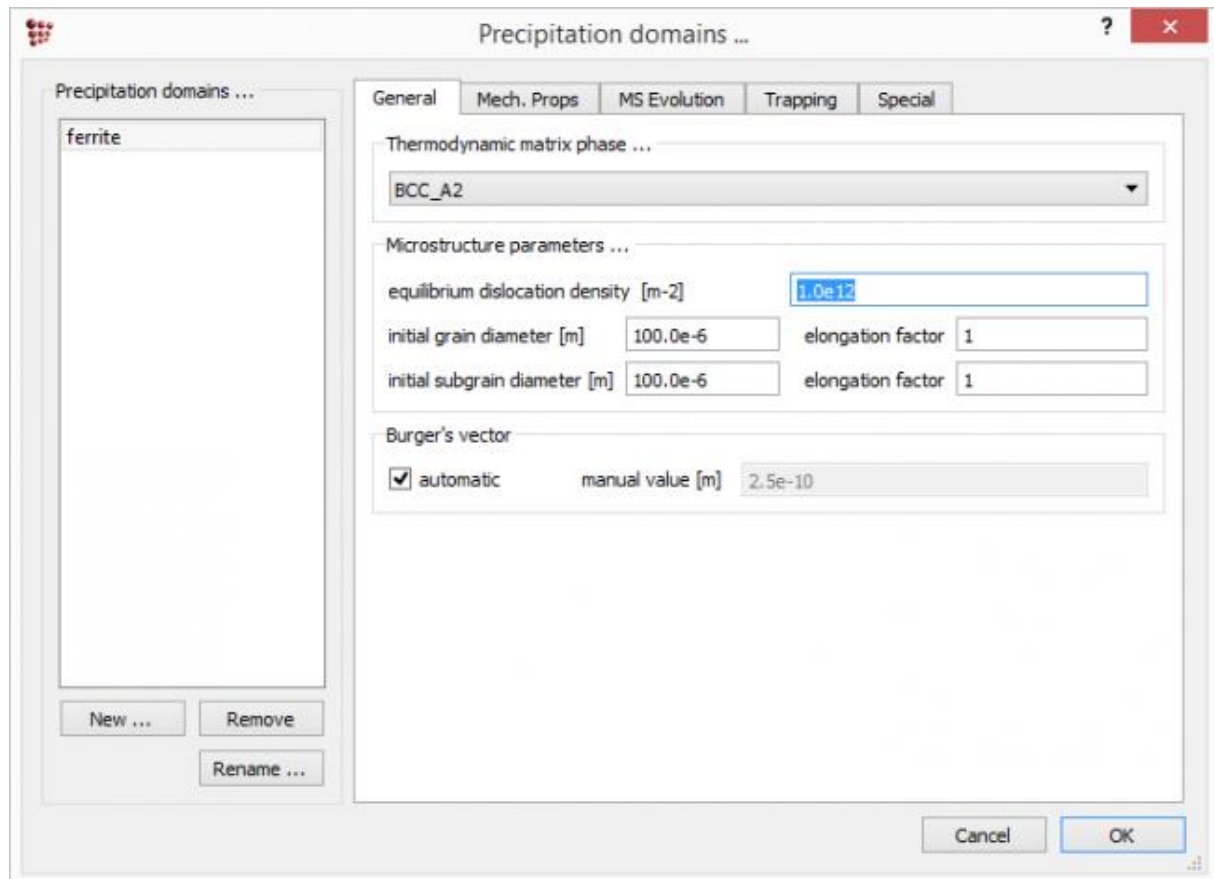 Precipitation domains ...
?
Precipitation domains ...
ferrite
New ...
Remove
Rename ...
General
Mech. Props
MS Evolution
Trapping
Special
Thermodynamic matrix phase ...
BCC_A2
Microstructure parameters ...
equilibrium dislocation density [m-2] 1.0e12
initial grain diameter [m] 100.0e-6 elongation factor 1
initial subgrain diameter [m] 100.0e-6 elongation factor 1
Burger's vector
automatic manual value [m] 2.5e-10
Cancel
OK